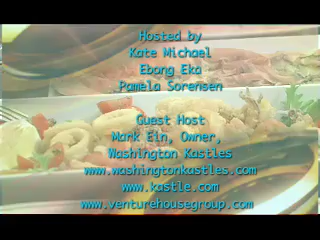 Hosted by
Kate Michael
Ebong Eka
Pamela Sorensen
Guest Host
Mark Ein, Owner,
Washington Kastles
www.washingtonkastles.com
www.kastle.com
www.venturehousegroup.com